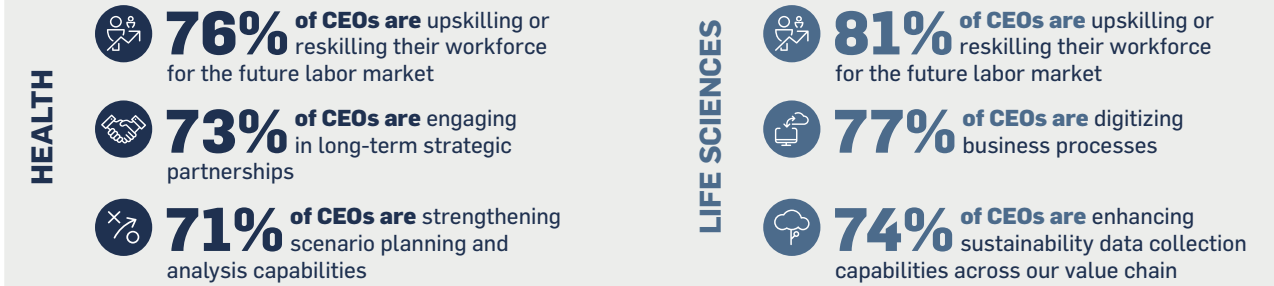 HEALTH
76% of CEOs are upskilling or
reskilling their workforce
for the future labor market
73% of CEOs are engaging
in long-term strategic
partnerships
71% of CEOs are strengthening
scenario planning and
analysis capabilities
LIFE SCIENCES
81% of CEOs are upskilling or
reskilling their workforce
for the future labor market
77% of CEOs are digitizing
business processes
74% of CEOs are enhancing
sustainability data collection
capabilities across our value chain